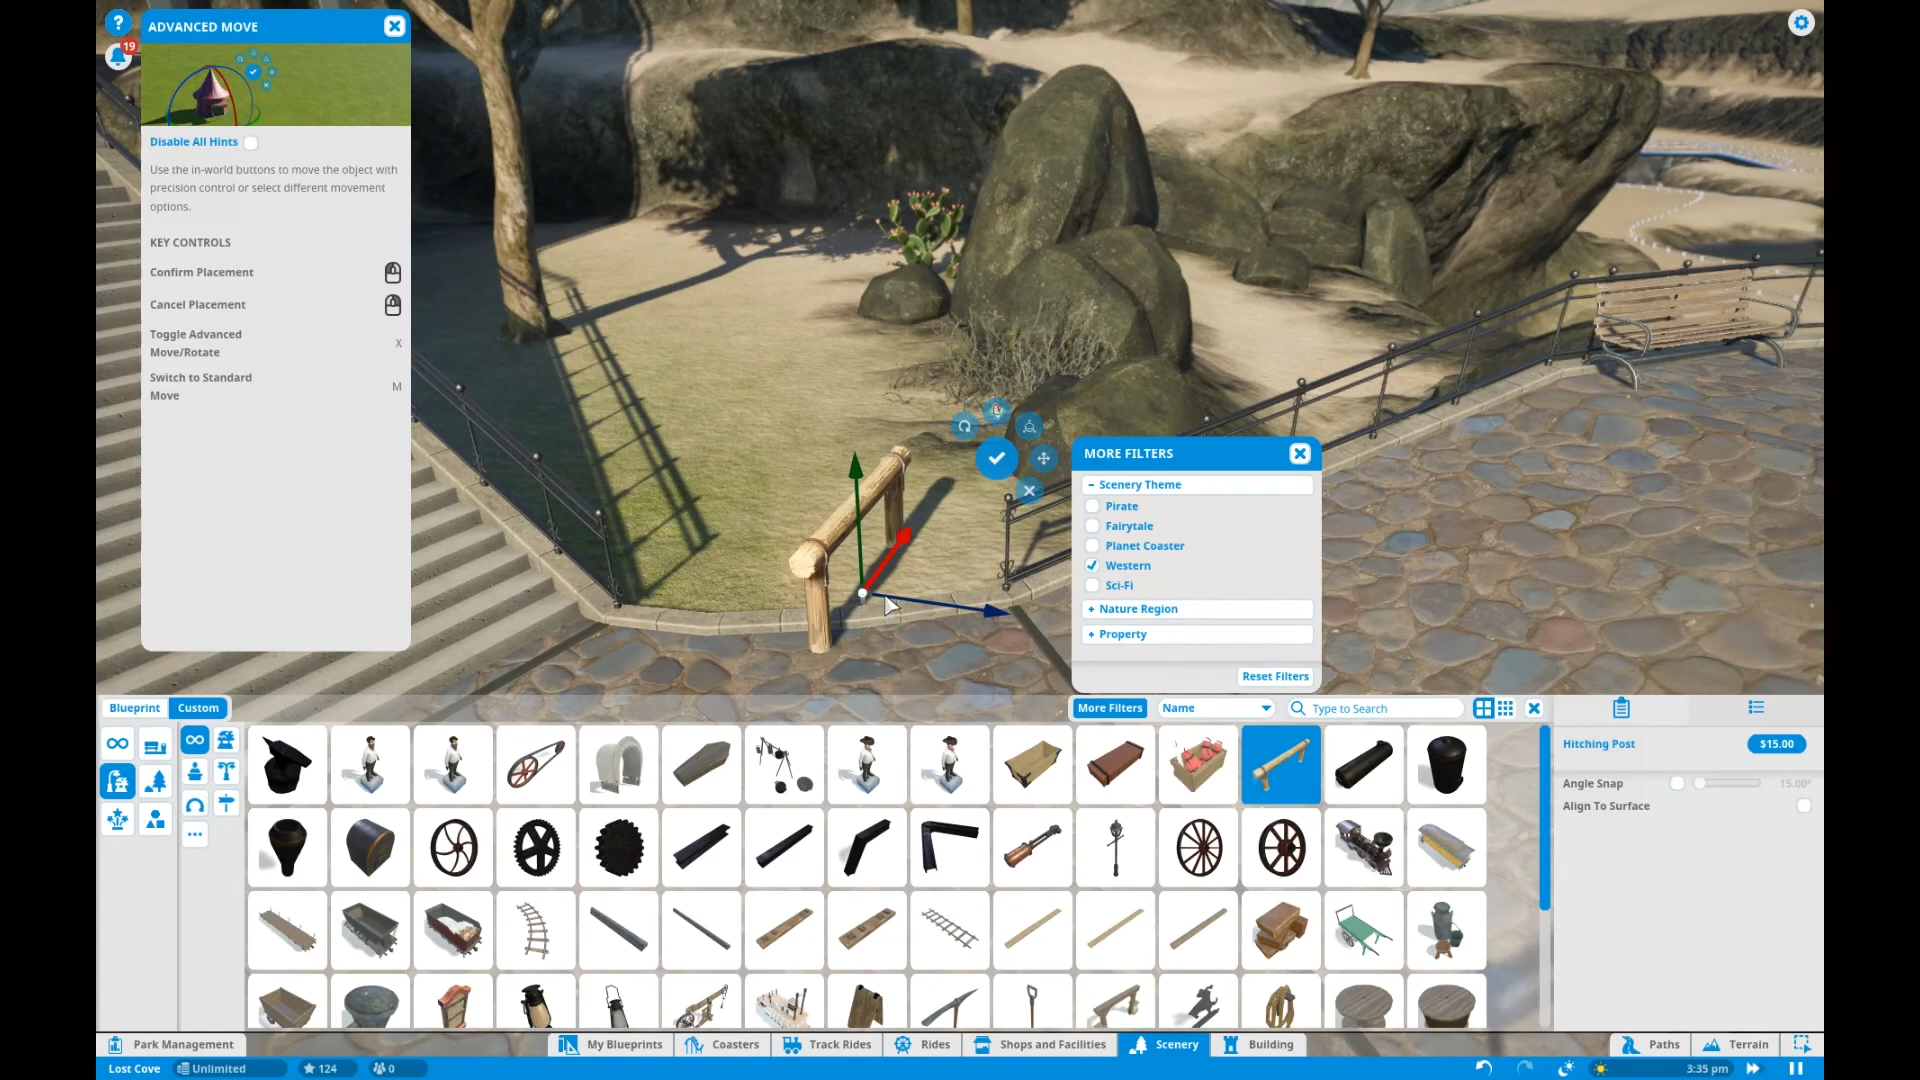 ?
19
ADVANCED MOVE
Disable All Hints
Use the in-world buttons to move the object with
precision control or select different movement
options.
KEY CONTROLS
Confirm Placement
Cancel Placement
Toggle Advanced
Move/Rotate
X
Switch to Standard
Move
M
MORE FILTERS
- Scenery Theme
Pirate
Fairytale
Planet Coaster
Western
Sci-Fi
+ Nature Region
+ Property
Reset Filters
Blueprint Custom
More Filters Name Type to Search
Hitching Post $15.00
Angle Snap 15.00°
Align To Surface
Park Management My Blueprints Coasters Track Rides Rides Shops and Facilities Scenery Building Paths Terrain
Lost Cove Unlimited 124 0 3:35 pm